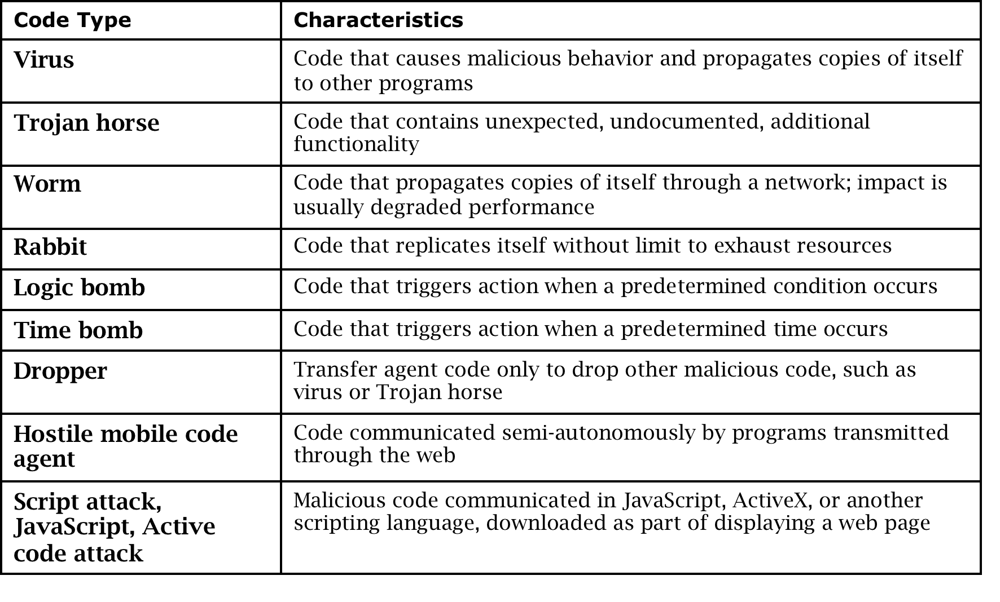 Code Type
Characteristics
Virus
Code that causes malicious behavior and propagates copies of itself
to other programs
Trojan horse
Code that contains unexpected, undocumented, additional
functionality
Worm
Code that propagates copies of itself through a network; impact is
usually degraded performance
Rabbit
Code that replicates itself without limit to exhaust resources
Logic bomb
Code that triggers action when a predetermined condition occurs
Time bomb
Code that triggers action when a predetermined time occurs
Dropper
Transfer agent code only to drop other malicious code, such as
virus or Trojan horse
Hostile mobile code
agent
Code communicated semi-autonomously by programs transmitted
through the web
Script attack,
JavaScript, Active
code attack
Malicious code communicated in JavaScript, ActiveX, or another
scripting language, downloaded as part of displaying a web page